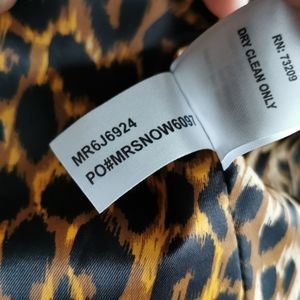 RN: 73209
DRY CLEAN ONLY
MR6J6924
PO#MRSNOW6097